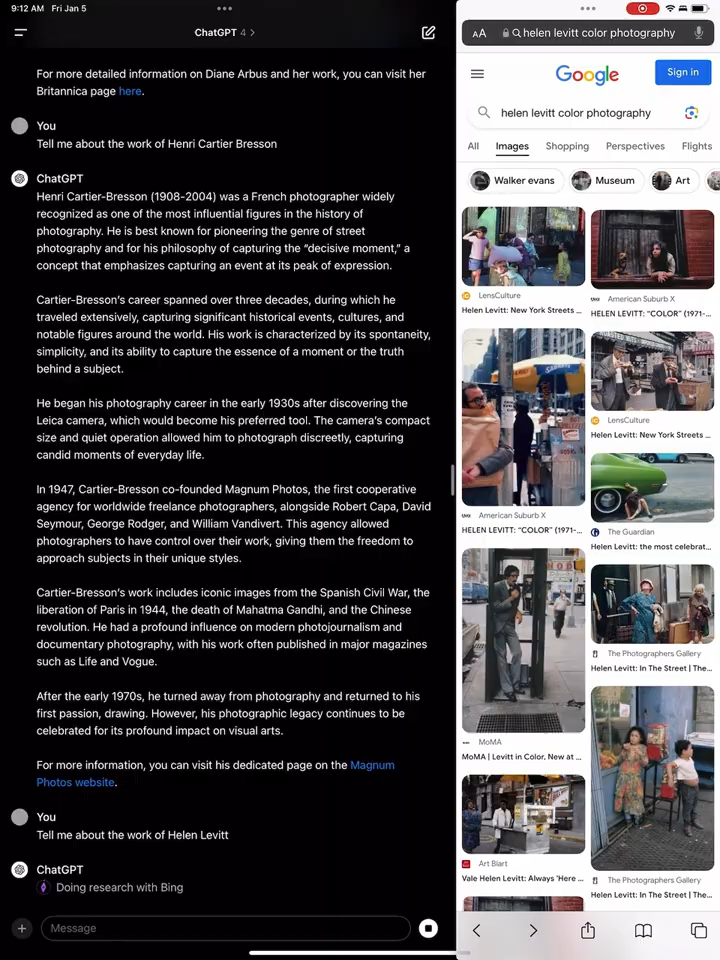 9:12 AM Fri Jan 5
ChatGPT 4 >
For more detailed information on Diane Arbus and her work, you can visit her
Britannica page here.
You
Tell me about the work of Henri Cartier Bresson
ChatGPT
Henri Cartier-Bresson (1908-2004) was a French photographer widely
recognized as one of the most influential figures in the history of
photography. He is best known for pioneering the genre of street
photography and for his philosophy of capturing the “decisive moment,” a
concept that emphasizes capturing an event at its peak of expression.
Cartier-Bresson's career spanned over three decades, during which he
traveled extensively, capturing significant historical events, cultures, and
notable figures around the world. His work is characterized by its spontaneity,
simplicity, and its ability to capture the essence of a moment or the truth
behind a subject.
He began his photography career in the early 1930s after discovering the
Leica camera, which would become his preferred tool. The camera's compact
size and quiet operation allowed him to photograph discreetly, capturing
candid moments of everyday life.
In 1947, Cartier-Bresson co-founded Magnum Photos, the first cooperative
agency for worldwide freelance photographers, alongside Robert Capa, David
Seymour, George Rodger, and William Vandivert. This agency allowed
photographers to have control over their work, giving them the freedom to
approach subjects in their unique styles.
Cartier-Bresson's work includes iconic images from the Spanish Civil War, the
liberation of Paris in 1944, the death of Mahatma Gandhi, and the Chinese
revolution. He had a profound influence on modern photojournalism and
documentary photography, with his work often published in major magazines
such as Life and Vogue.
After the early 1970s, he turned away from photography and returned to his
first passion, drawing. However, his photographic legacy continues to be
celebrated for its profound impact on visual arts.
For more information, you can visit his dedicated page on the Magnum
Photos website.
You
Tell me about the work of Helen Levitt
ChatGPT
Doing research with Bing
Message
AA helen levitt color photography
Google
Sign in
helen levitt color photography
All Images Shopping Perspectives Flights
Walker evans Museum Art
LensCulture
Helen Levitt: New York Streets ...
American Suburb X
HELEN LEVITT: “COLOR” (1971-...
LensCulture
Helen Levitt: New York Streets ...
American Suburb X
HELEN LEVITT: “COLOR” (1971-...
The Guardian
Helen Levitt: the most celebrat...
The Photographers Gallery
Helen Levitt: In The Street | The...
MoMA
MoMA | Levitt in Color. New at ...
Art Blart
Vale Helen Levitt: Always 'Here ...
The Photographers Gallery
Helen Levitt: In The Street | The...